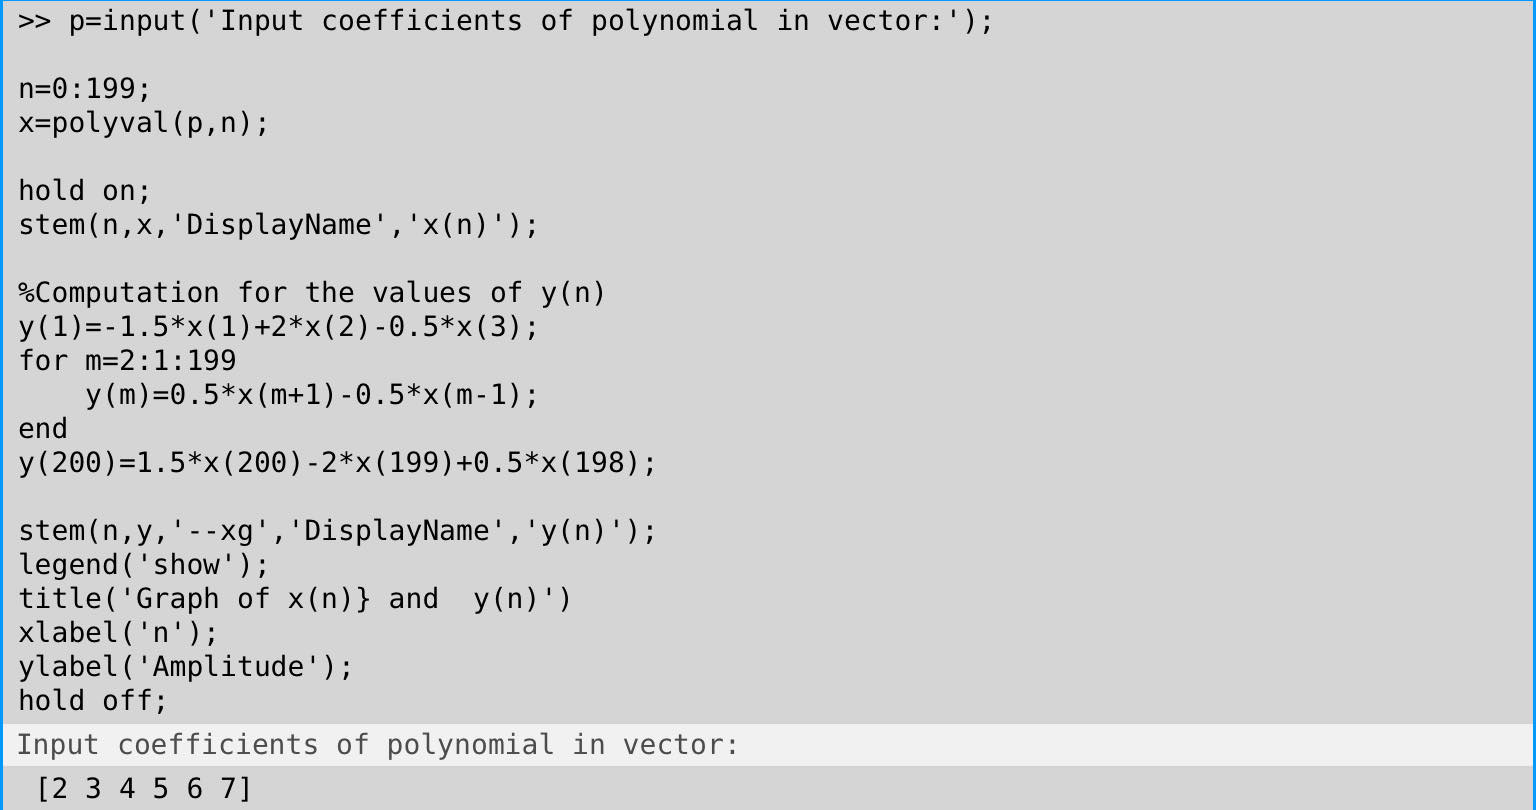 >> p=input('Input coefficients of polynomial in vector:');
n=0:199;
x=polyval(p,n);
hold on;
stem(n,x,'DisplayName','x(n)');
%Computation for the values of y(n)
y(1)=-1.5*x(1)+2*x(2)-0.5*x(3);
for m=2:1:199
    y(m)=0.5*x(m+1)-0.5*x(m-1);
end
y(200)=1.5*x(200)-2*x(199)+0.5*x(198);
stem(n,y,'--xg','DisplayName','y(n)');
legend('show');
title('Graph of x(n)} and  y(n)')
xlabel('n');
ylabel('Amplitude');
hold off;
Input coefficients of polynomial in vector:
[2 3 4 5 6 7]